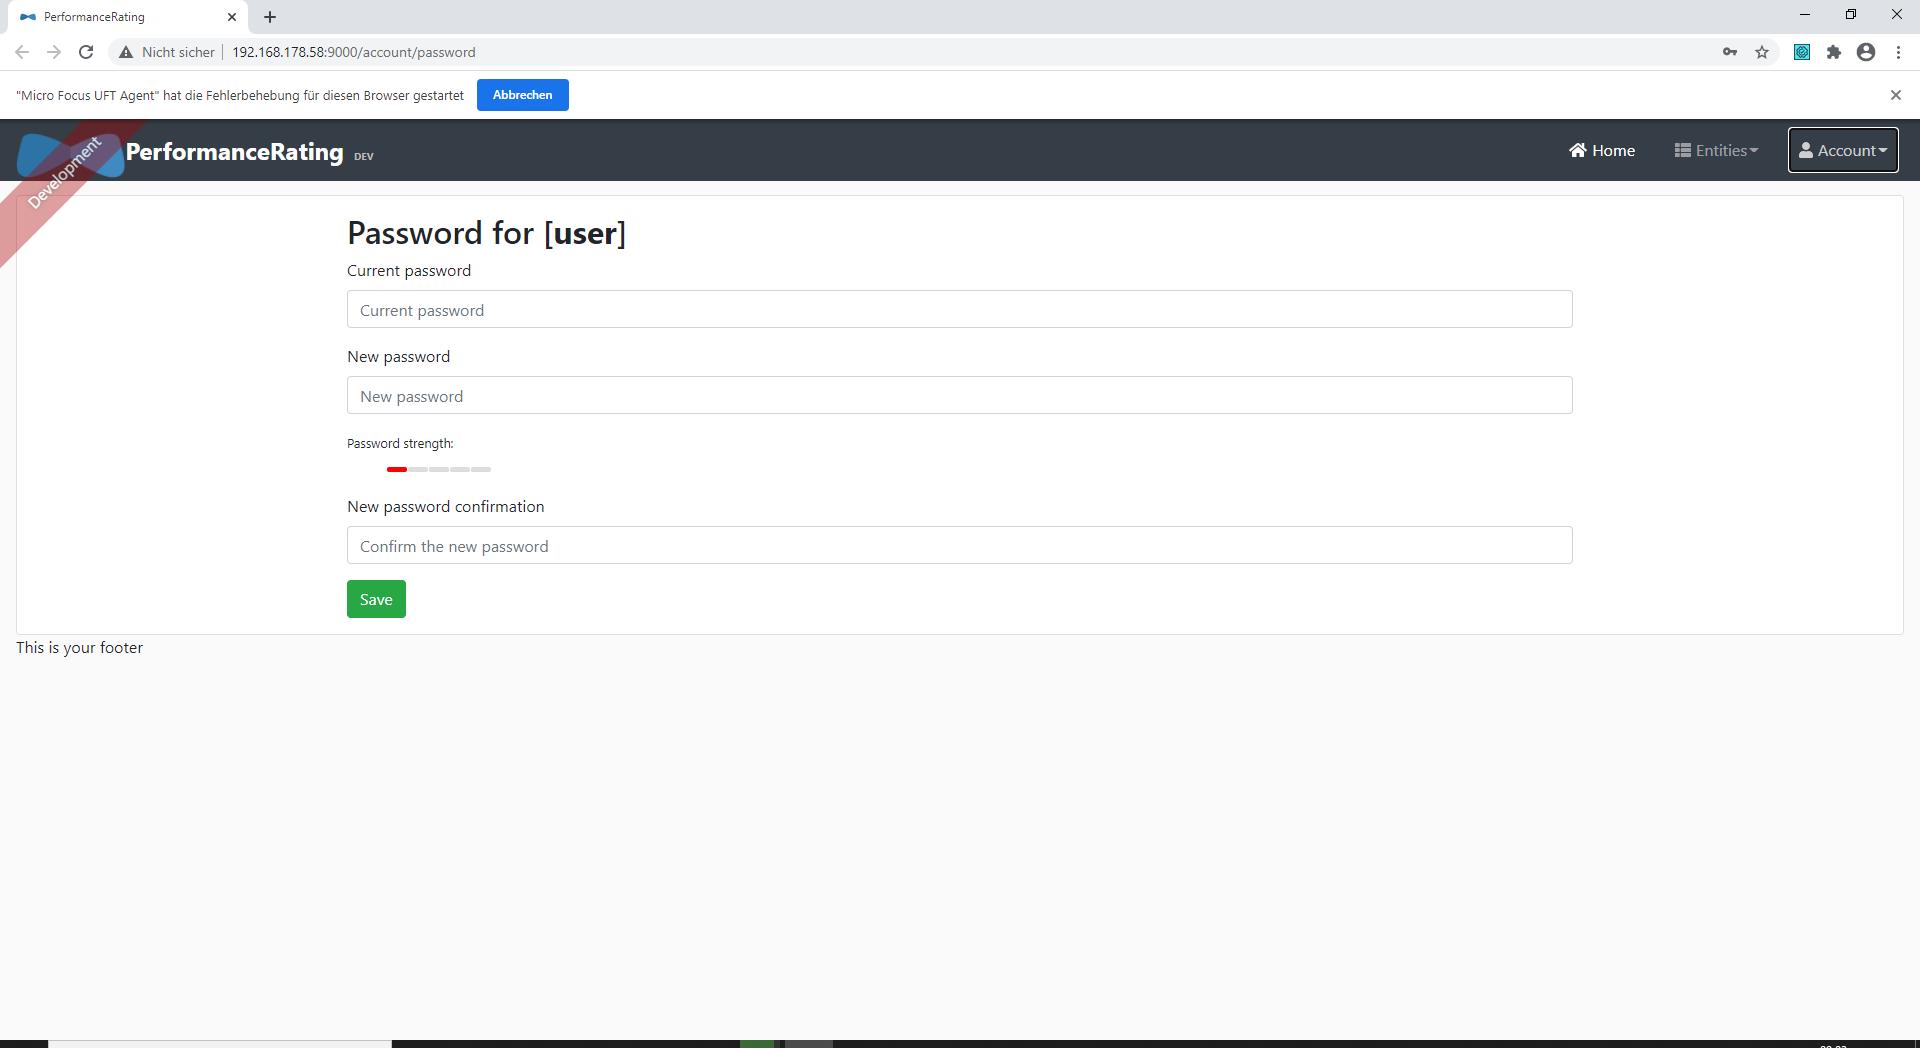 PerformanceRating
Nicht sicher
192.168.178.58:9000/account/password
"Micro Focus UFT Agent" hat die Fehlerbehebung für diesen Browser gestartet
Abbrechen
Development
PerformanceRating DEV
Home
Entities
Account
Password for [user]
Current password
Current password
New password
New password
Password strength:
New password confirmation
Confirm the new password
Save
This is your footer